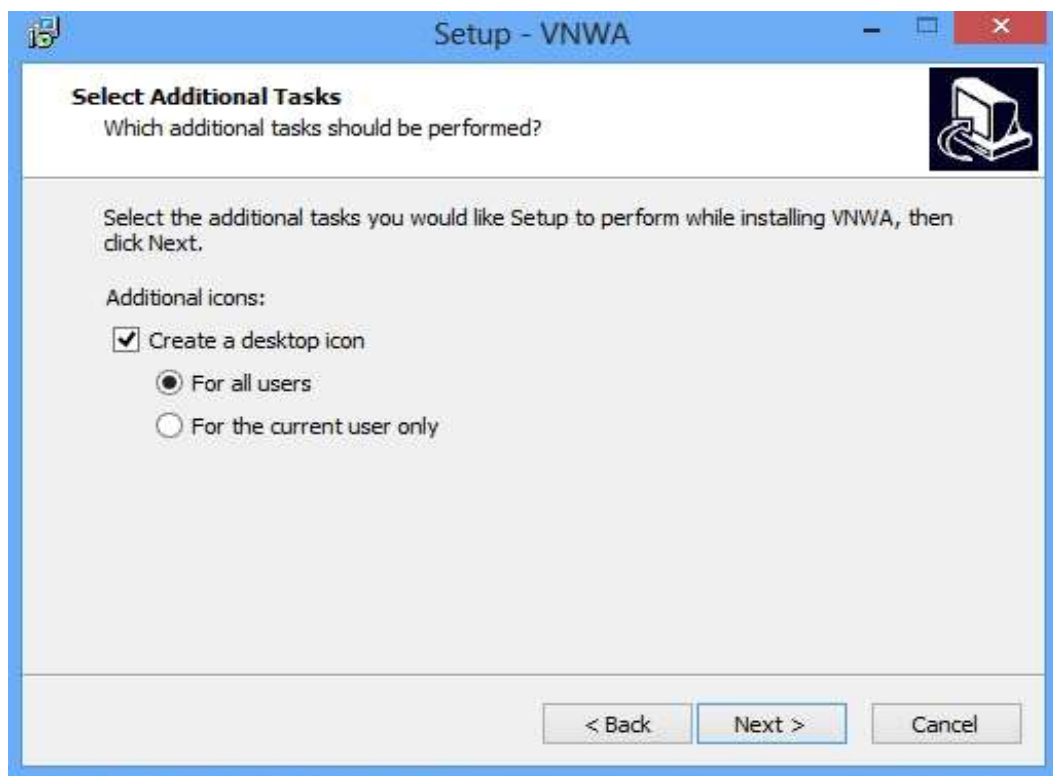 Setup - VNWA
Select Additional Tasks
Which additional tasks should be performed?
Select the additional tasks you would like Setup to perform while installing VNWA, then
click Next.
Additional icons:
Create a desktop icon
For all users
For the current user only
< Back
Next >
Cancel